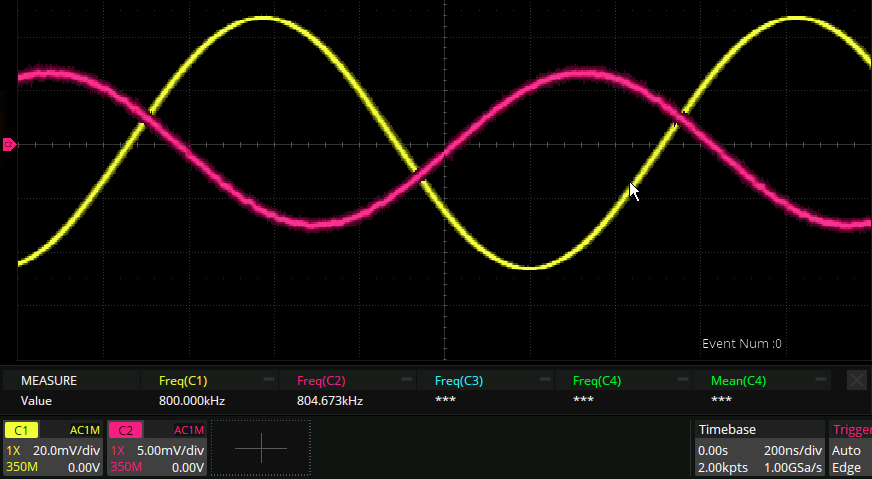 Event Num :0
MEASURE Freq(C1) Freq(C2) Freq(C3) Freq(C4) Mean(C4)
Value 800.000kHz 804.673kHz *** *** ***
C1 AC1M C2 AC1M Timebase Trigger
1X 20.0mV/div 1X 5.00mV/div 0.00s 200ns/div Auto
350M 0.00V 350M 0.00V 2.00kpts 1.00GSa/s Edge